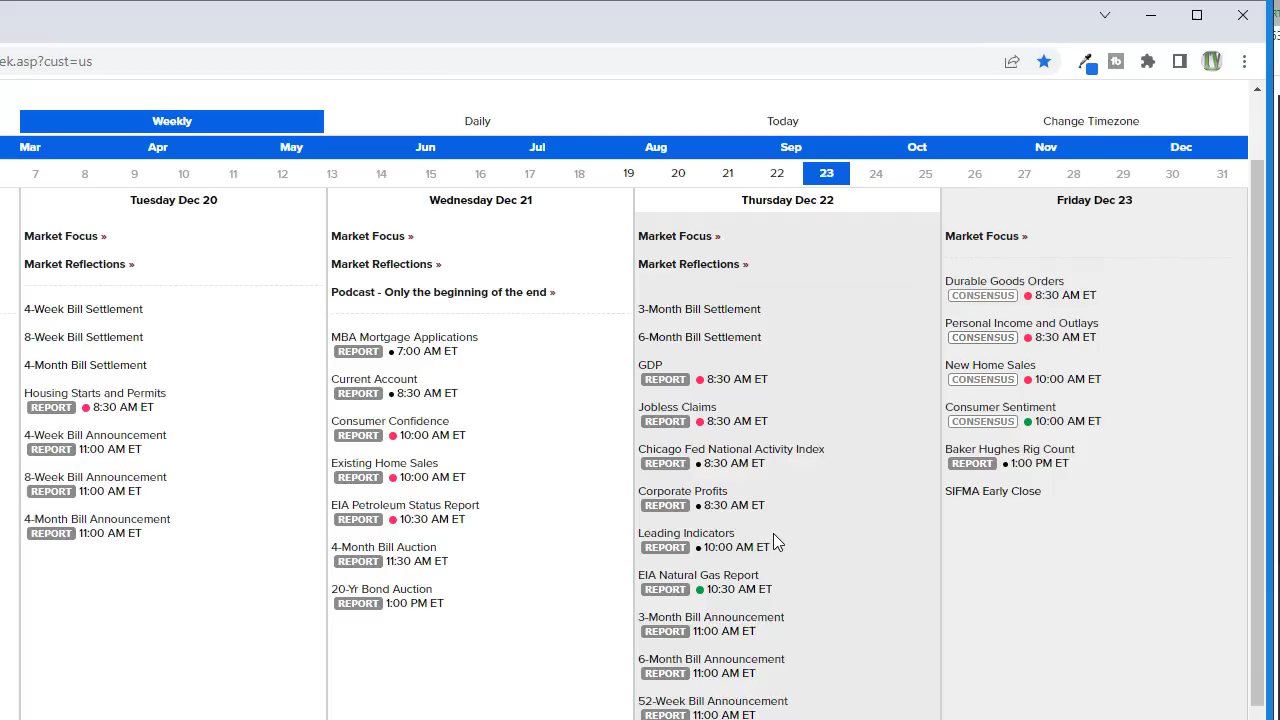 ek.asp?cust=us
Weekly Daily Today Change Timezone
Mar Apr May Jun Jul Aug Sep Oct Nov Dec
7 8 9 10 11 12 13 14 15 16 17 18 19 20 21 22 23 24 25 26 27 28 29 30 31
Tuesday Dec 20
Market Focus »
Market Reflections »
4-Week Bill Settlement
8-Week Bill Settlement
4-Month Bill Settlement
Housing Starts and Permits
REPORT 8:30 AM ET
4-Week Bill Announcement
REPORT 11:00 AM ET
8-Week Bill Announcement
REPORT 11:00 AM ET
4-Month Bill Announcement
REPORT 11:00 AM ET
Wednesday Dec 21
Market Focus »
Market Reflections »
Podcast - Only the beginning of the end »
MBA Mortgage Applications
REPORT 7:00 AM ET
Current Account
REPORT 8:30 AM ET
Consumer Confidence
REPORT 10:00 AM ET
Existing Home Sales
REPORT 10:00 AM ET
EIA Petroleum Status Report
REPORT 10:30 AM ET
4-Month Bill Auction
REPORT 11:30 AM ET
20-Yr Bond Auction
REPORT 1:00 PM ET
Thursday Dec 22
Market Focus »
Market Reflections »
3-Month Bill Settlement
6-Month Bill Settlement
GDP
REPORT 8:30 AM ET
Jobless Claims
REPORT 8:30 AM ET
Chicago Fed National Activity Index
REPORT 8:30 AM ET
Corporate Profits
REPORT 8:30 AM ET
Leading Indicators
REPORT 10:00 AM ET
EIA Natural Gas Report
REPORT 10:30 AM ET
3-Month Bill Announcement
REPORT 11:00 AM ET
6-Month Bill Announcement
REPORT 11:00 AM ET
52-Week Bill Announcement
REPORT 11:00 AM ET
Friday Dec 23
Market Focus »
Durable Goods Orders
CONSENSUS 8:30 AM ET
Personal Income and Outlays
CONSENSUS 8:30 AM ET
New Home Sales
CONSENSUS 10:00 AM ET
Consumer Sentiment
CONSENSUS 10:00 AM ET
Baker Hughes Rig Count
REPORT 1:00 PM ET
SIFMA Early Close